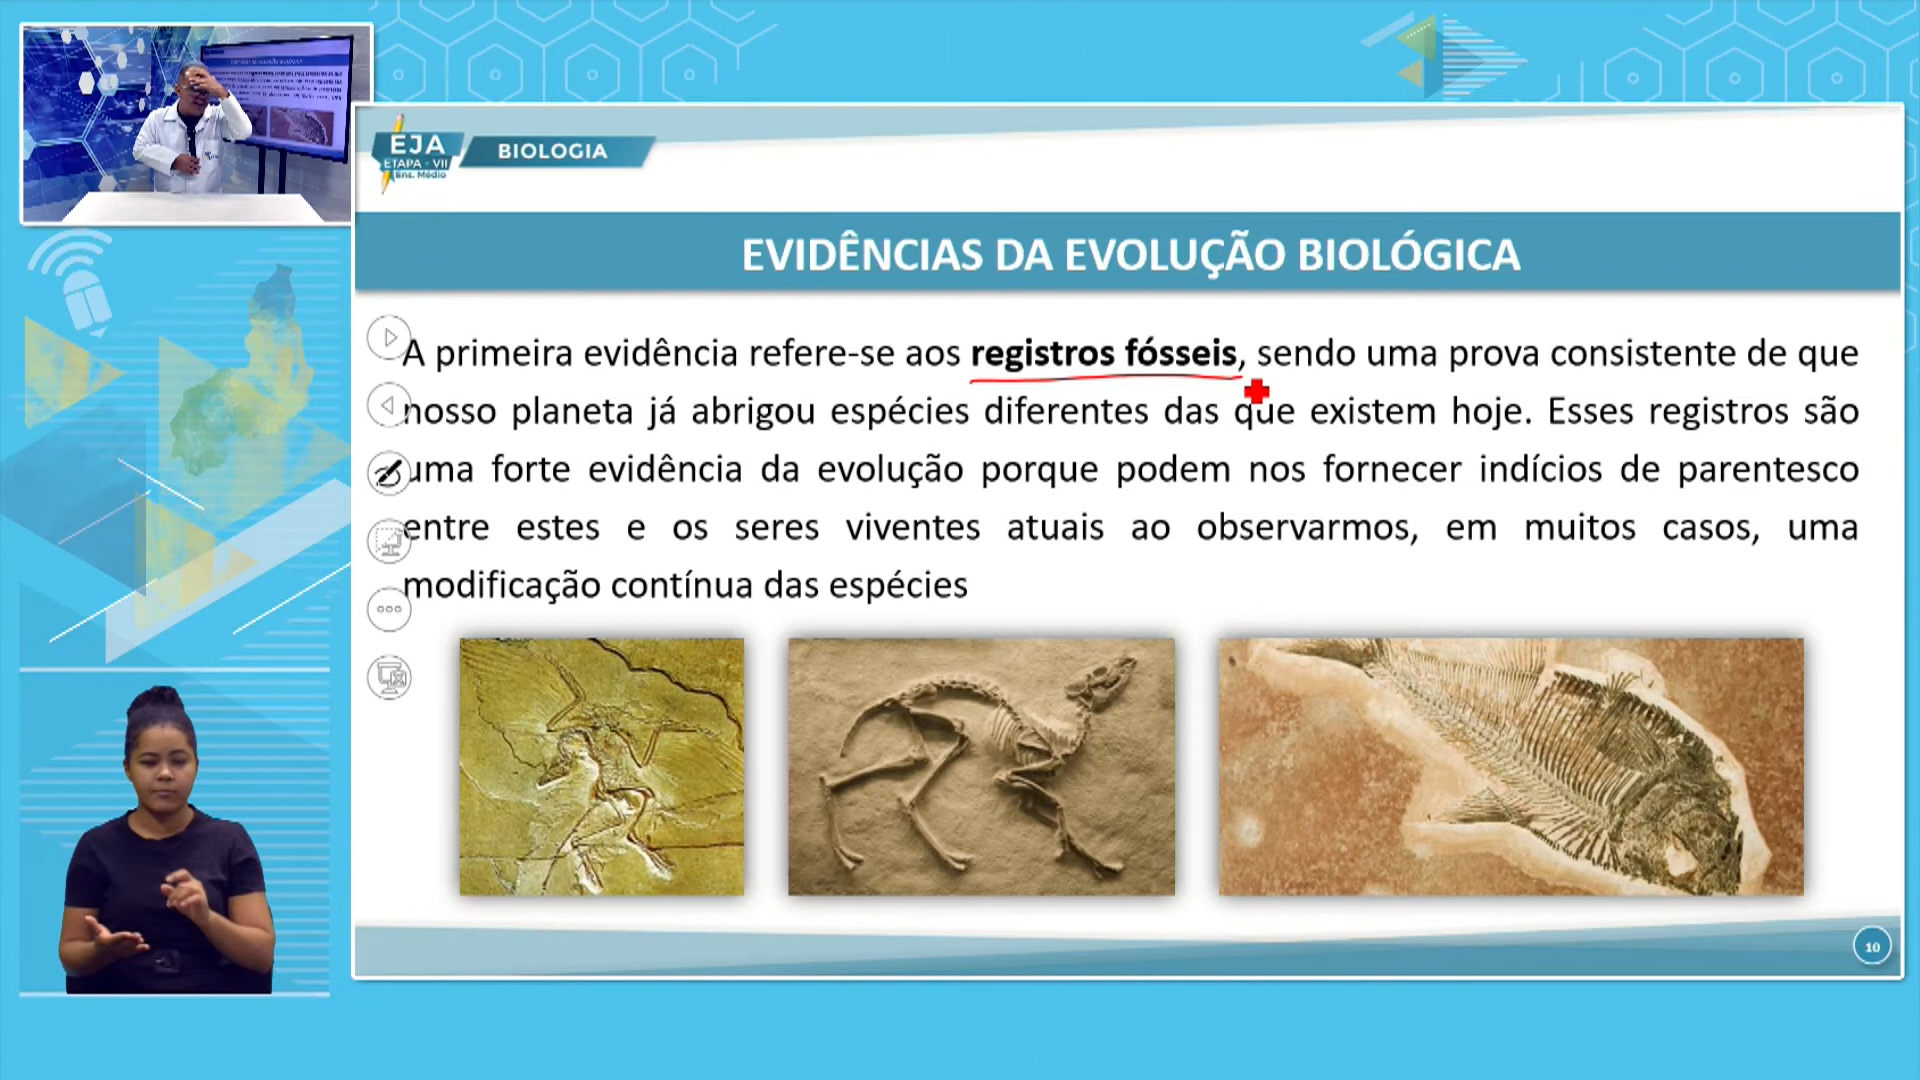 EJA
ETAPA - VII
Ens. Médio
BIOLOGIA
EVIDÊNCIAS DA EVOLUÇÃO BIOLÓGICA
A primeira evidência refere-se aos registros fósseis, sendo uma prova consistente de que
nosso planeta já abrigou espécies diferentes das que existem hoje. Esses registros são
uma forte evidência da evolução porque podem nos fornecer indícios de parentesco
entre estes e os seres viventes atuais ao observarmos, em muitos casos, uma
modificação contínua das espécies
10